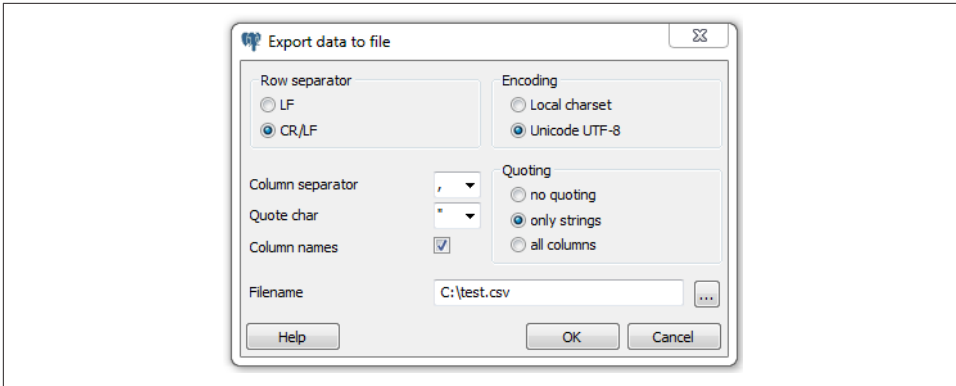 Export data to file
Row separator
LF
CR/LF
Encoding
Local charset
Unicode UTF-8
Column separator ,
Quote char "
Column names
Quoting
no quoting
only strings
all columns
Filename C:\test.csv ...
Help OK Cancel